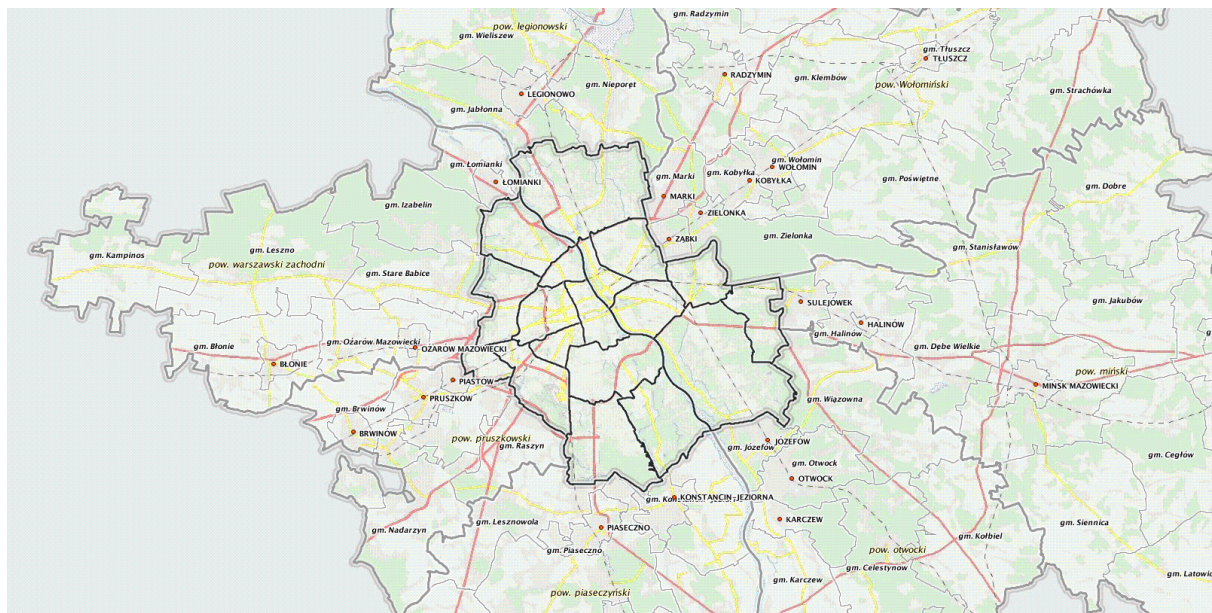 gm. Radzymin
pow. legionowski
gm. Wieliszew
gm. Tłuszcz
TŁUSZCZ
RADZYMIN
gm. Klembów
gm. Nieporęt
pow. Wołomiński
gm. Strachówka
LEGIONOWO
gm. Jabłonna
gm. Łomianki
ŁOMIANKI
gm. Wołomin
WOŁOMIN
gm. Marki
gm. Kobyłka
KOBYŁKA
gm. Poświętne
gm. Dobre
MARKI
gm. Izabelin
ZIELONKA
ZĄBKI
gm. Zielonka
gm. Stanisławów
gm. Kampinos
gm. Leszno
pow. warszawski zachodni
gm. Stare Babice
SULEJÓWEK
gm. Jakubów
HALINÓW
gm. Halinów
gm. Błonie
gm. Ożarów Mazowiecki
OŻARÓW MAZOWIECKI
gm. Dębe Wielkie
BŁONIE
pow. miński
PIASTÓW
MIŃSK MAZOWIECKI
PRUSZKÓW
gm. Wiązowna
gm. Brwinów
BRWINÓW
pow. pruszkowski
gm. Raszyn
JÓZEFÓW
gm. Józefów
gm. Cegłów
gm. Otwock
OTWOCK
KONSTANCIN-JEZIORNA
KARCZEW
gm. Lesznowola
PIASECZNO
gm. Nadarzyn
gm. Siennica
gm. Kołbiel
gm. Piaseczno
pow. otwocki
gm. Celestynów
gm. Karczew
gm. Latowicz
pow. piaseczyński